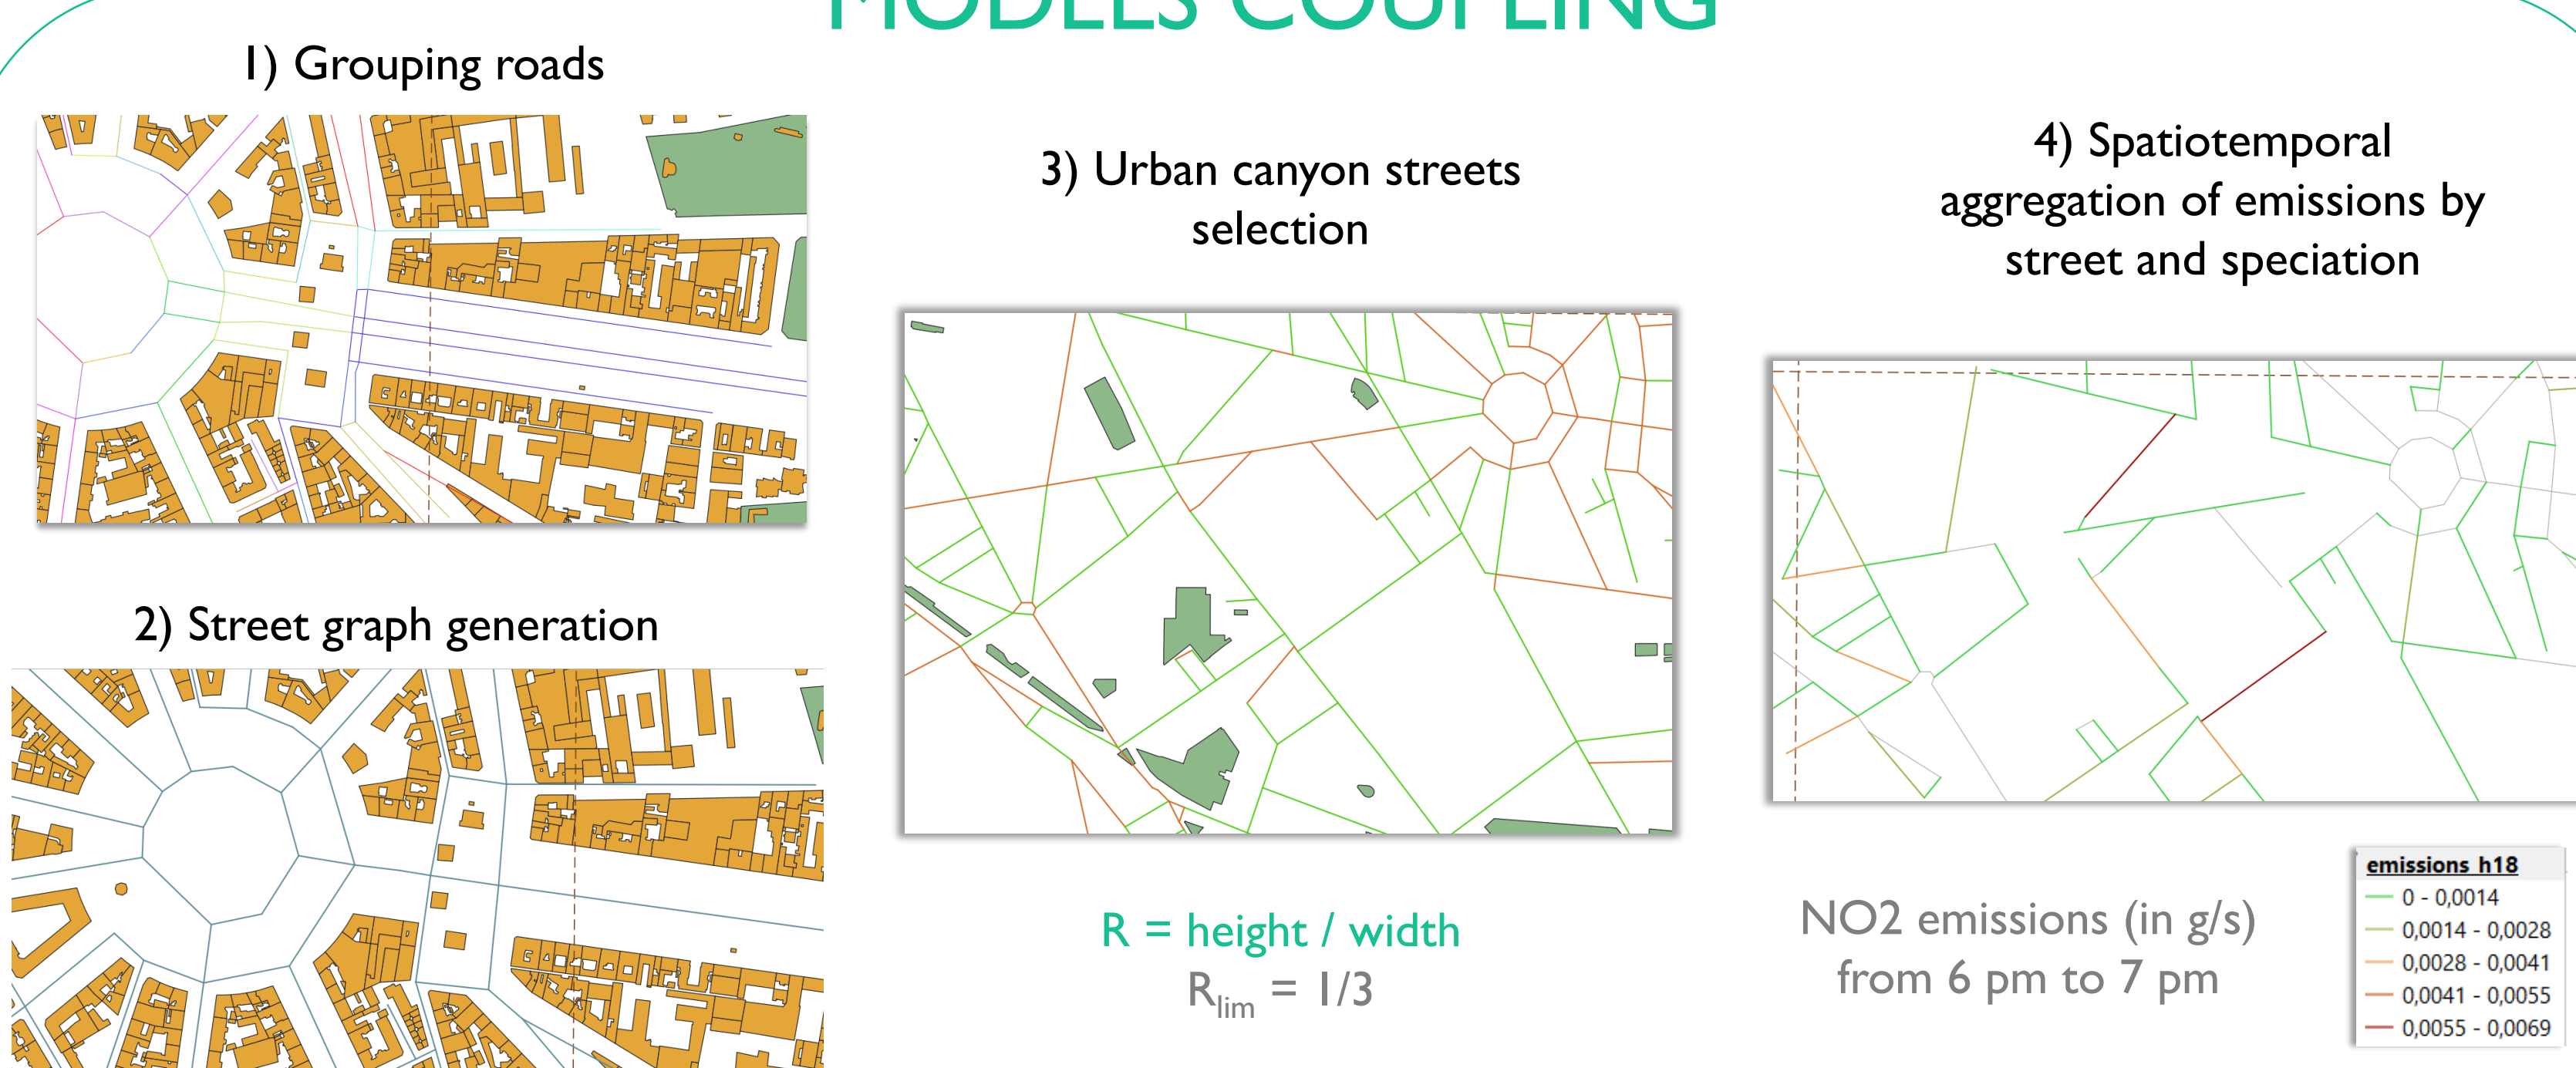 MODELS COUPLING
1) Grouping roads
2) Street graph generation
3) Urban canyon streets
selection
R = height / width
Rlim = 1/3
4) Spatiotemporal
aggregation of emissions by
street and speciation
NO2 emissions (in g/s)
from 6 pm to 7 pm
emissions h18
0 - 0,0014
0,0014 - 0,0028
0,0028 - 0,0041
0,0041 - 0,0055
0,0055 - 0,0069